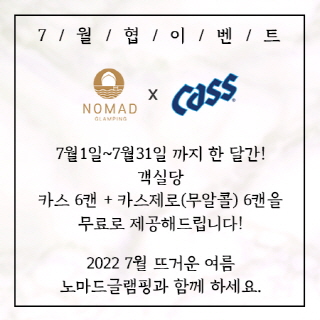 7 / 월 / 협 / 이 / 벤 / 트
NOMAD
GLAMPING
x
cass
7월1일~7월31일 까지 한 달간!
객실당
카스 6캔 + 카스제로(무알콜) 6캔을
무료로 제공해드립니다!
2022 7월 뜨거운 여름
노마드글램핑과 함께 하세요.